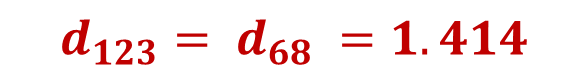 d₁₂₃ = d₆₈ = 1.414